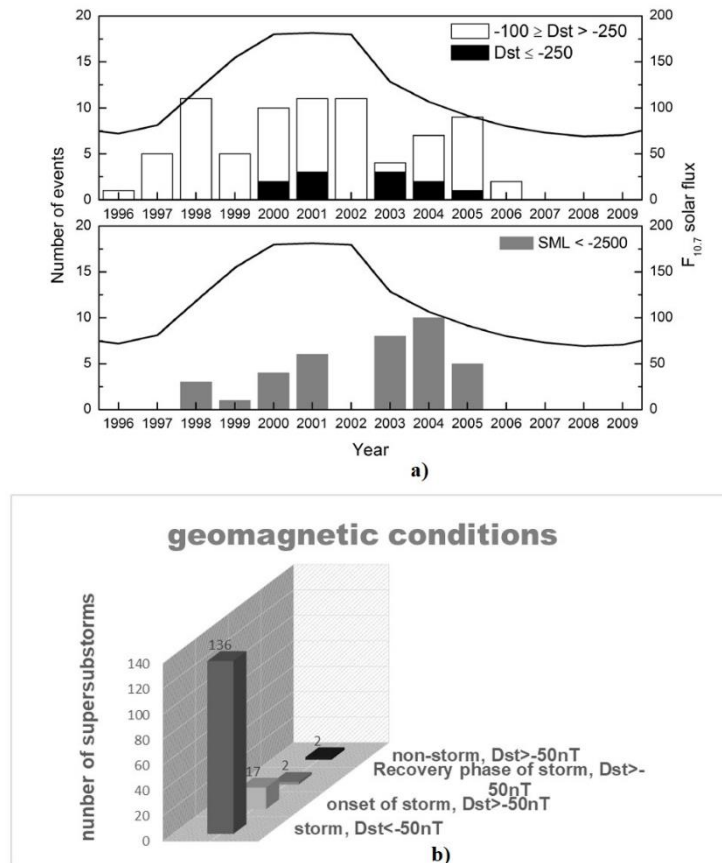 20
15
10
5
0
Number of events
-100 ≥ Dst > -250
Dst ≤ -250
200
150
100
50
0
1996 1997 1998 1999 2000 2001 2002 2003 2004 2005 2006 2007 2008 2009
20
15
10
5
0
SML < -2500
200
150
100
50
0
F10.7 solar flux
1996 1997 1998 1999 2000 2001 2002 2003 2004 2005 2006 2007 2008 2009
Year
a)
geomagnetic conditions
nunber of supersubstorms
140
120
100
80
60
40
20
0
136
17
2
2
non-storm, Dst>-50nT
Recovery phase of storm, Dst>-
50nT
onset of storm, Dst>-50nT
storm, Dst<-50nT
b)